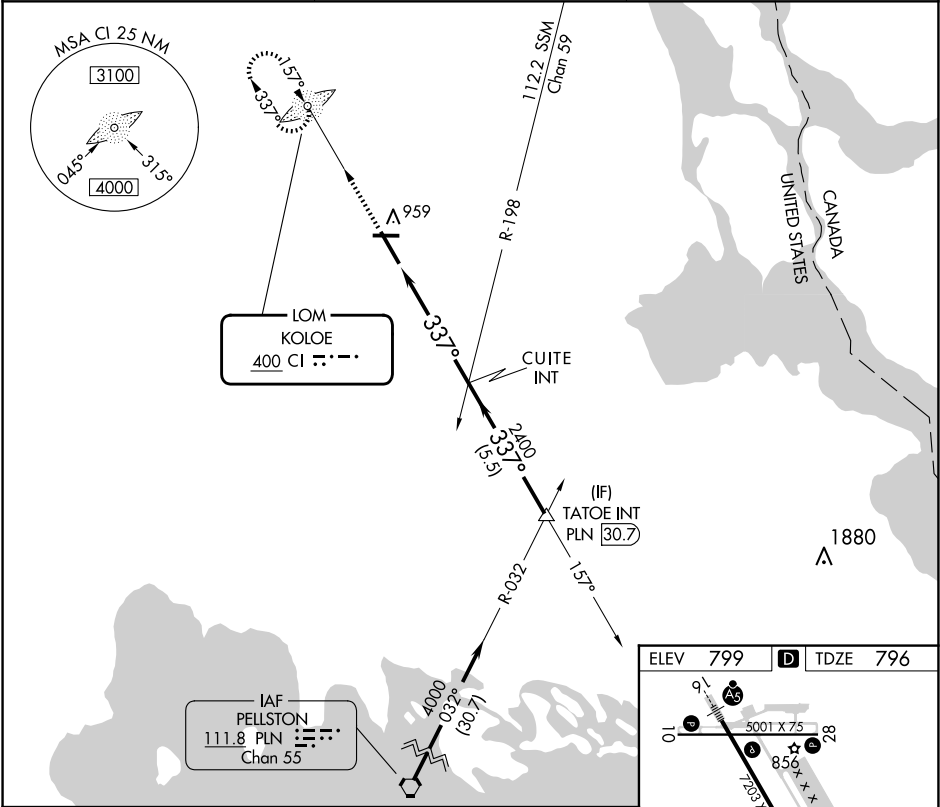 MSA CI 25 NM
3100
045°
315°
4000
157°
337°
112.2 SSM
Chan 59
R-198
CANADA
UNITED STATES
959
LOM
KOLOE
400 CI
337°
CUITE
INT
2400
337°
(5.5)
(IF)
TATOE INT
PLN 30.7
157°
R-032
1880
IAF
PELLSTON
111.8 PLN
Chan 55
4000
032°
(30.7)
ELEV 799 D TDZE 796
16
A5
P
5001 X 75
10
28
P
P
856
7203 X